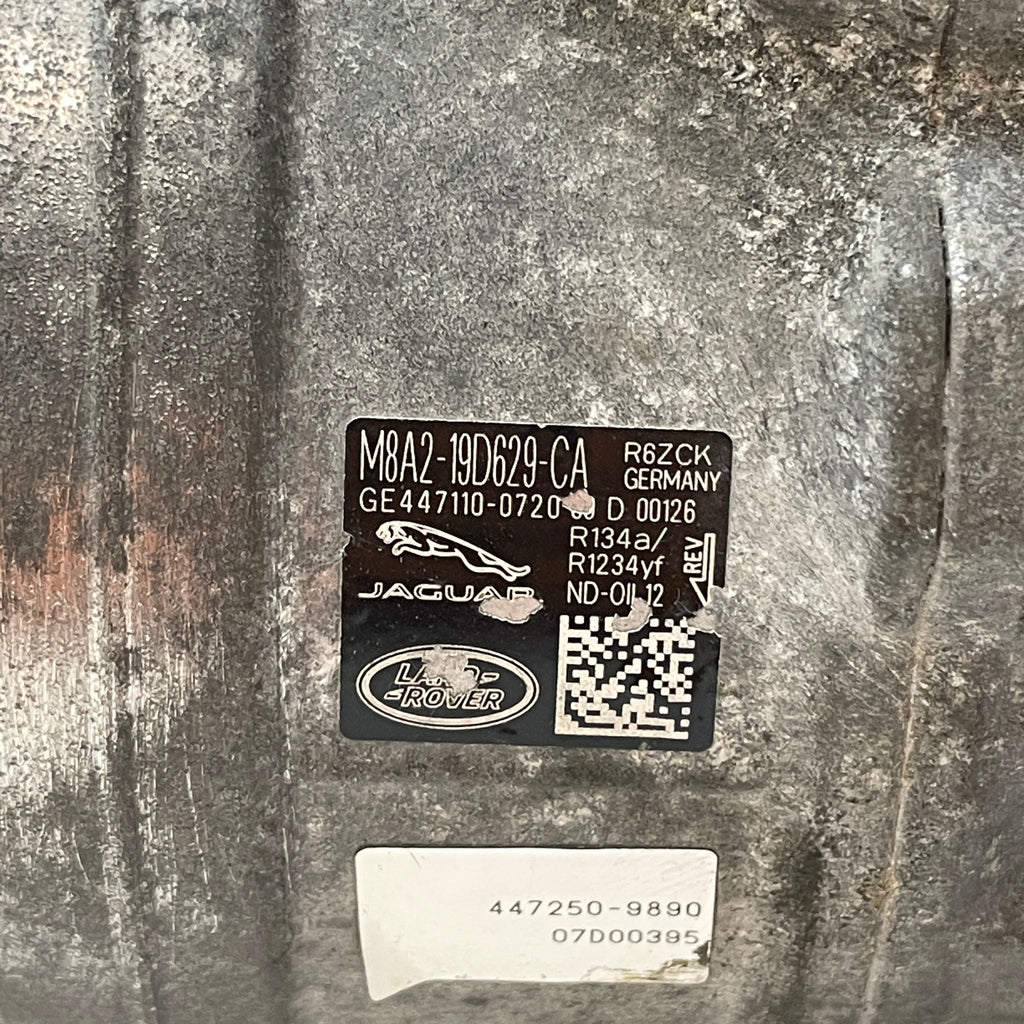 M8A2-19D629-CA
R6ZCK
GERMANY
GE447110-0720 D 00126
R134a/
R1234yf
ND-OIL12
REV
JAGUAR
LAND-
-ROVER
447250-9890
07D00395